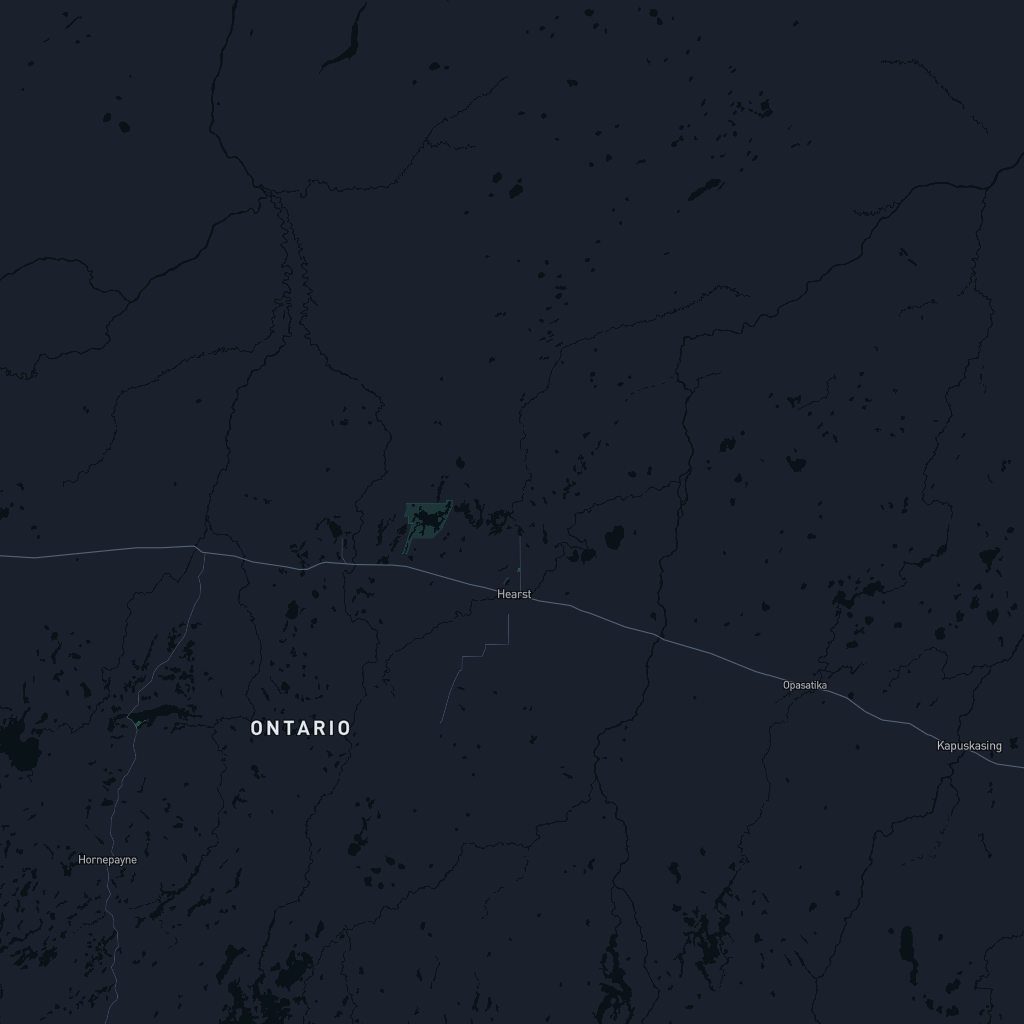 Hearst
Opasatika
ONTARIO
Kapuskasing
Hornepayne